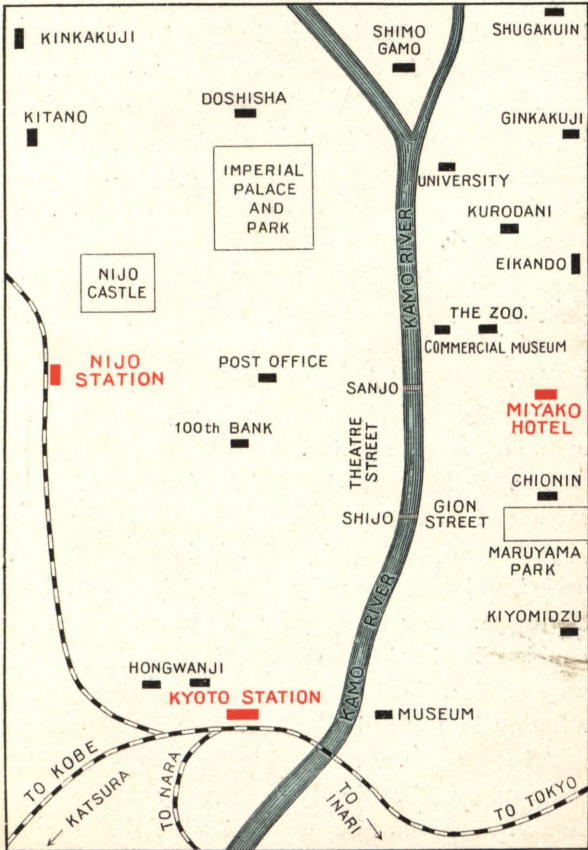 KINKAKUJI
SHIMO
GAMO
SHUGAKUIN
KITANO
DOSHISHA
GINKAKUJI
IMPERIAL
PALACE
AND
PARK
UNIVERSITY
KURODANI
KAMO RIVER
EIKANDO
NIJO
CASTLE
THE ZOO.
COMMERCIAL MUSEUM
NIJO
STATION
POST OFFICE
SANJO
MIYAKO
HOTEL
100th BANK
THEATRE
STREET
CHIONIN
SHIJO
GION
STREET
MARUYAMA
PARK
KIYOMIDZU
KAMO RIVER
HONGWANJI
KYOTO STATION
MUSEUM
TO KOBE
KATSURA
TO NARA
TO
INARI
TO TOKYO